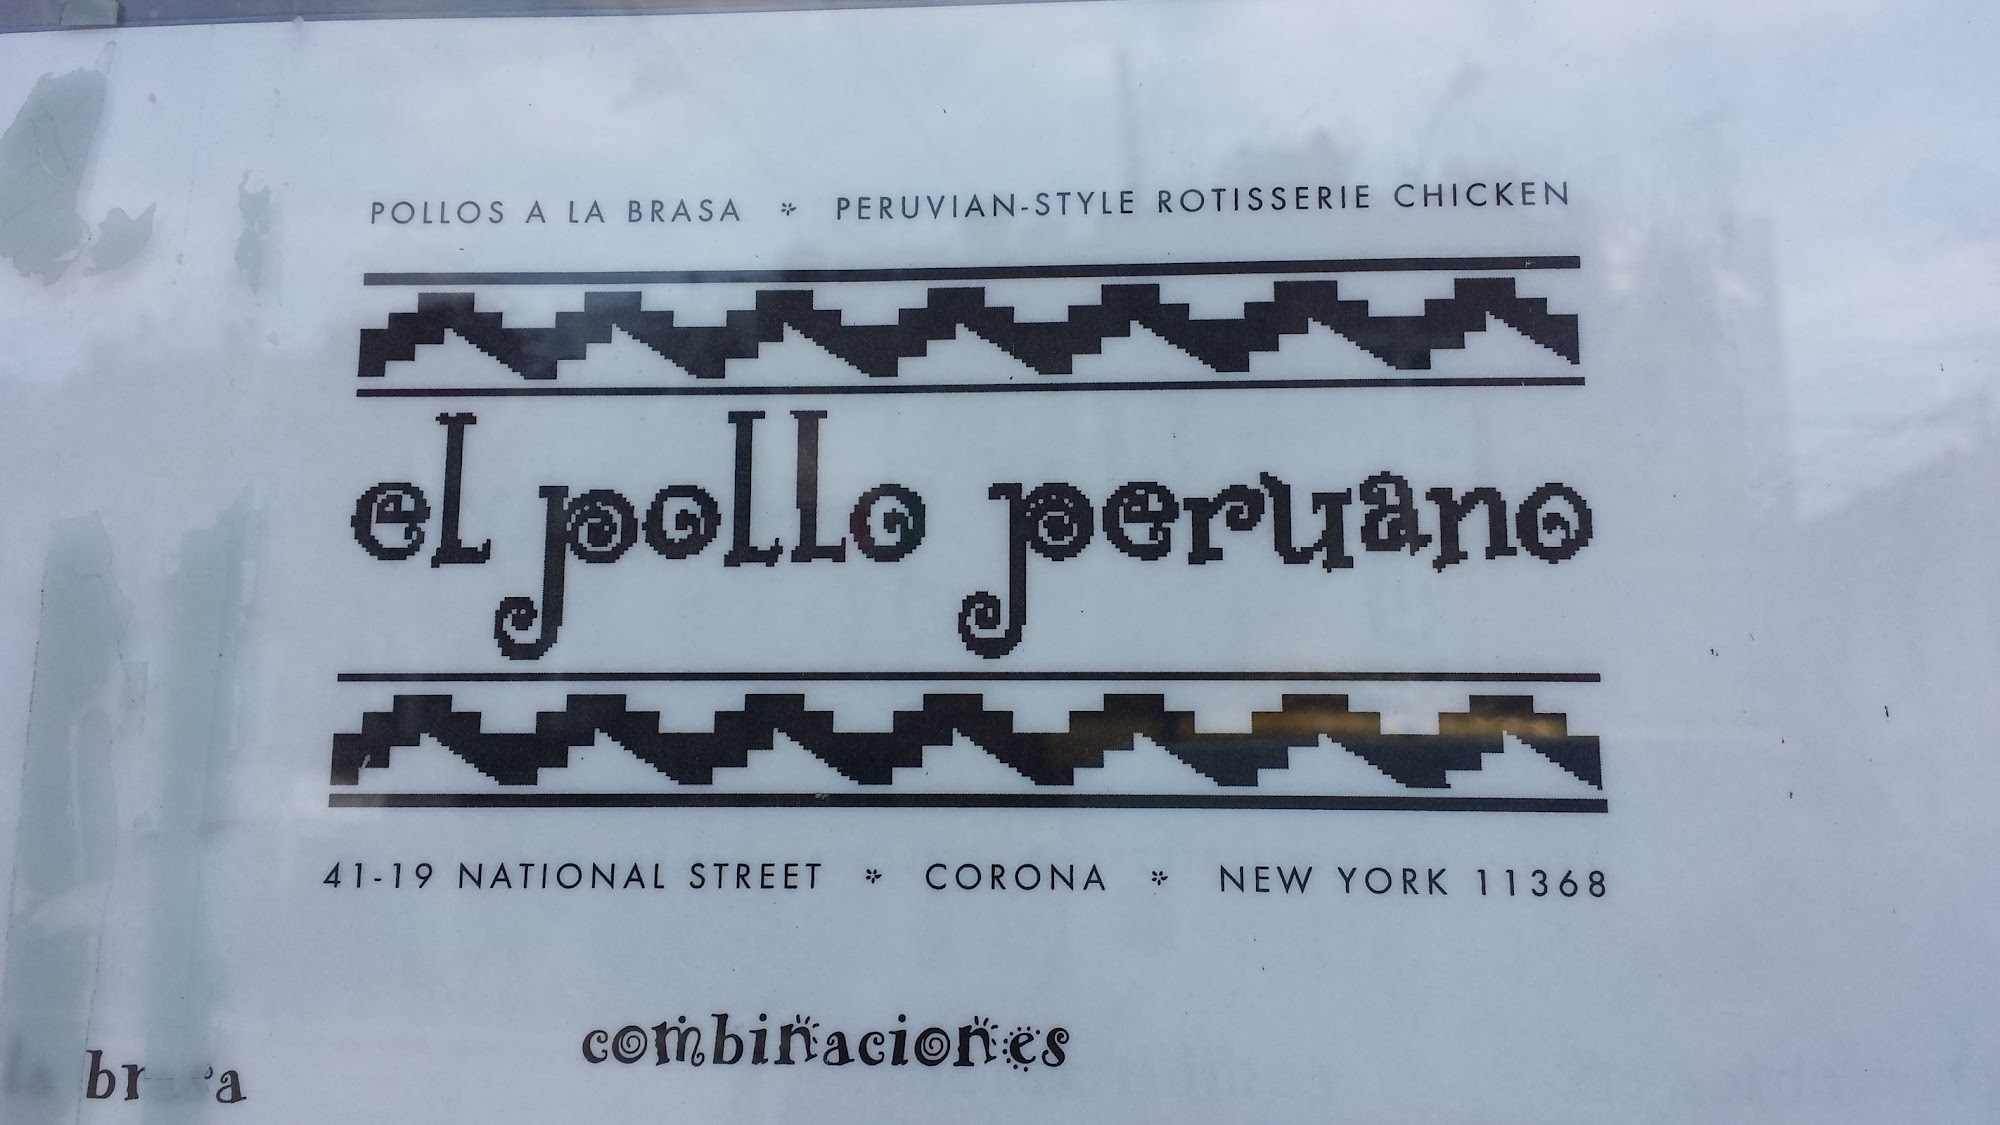 POLLOS A LA BRASA * PERUVIAN-STYLE ROTISSERIE CHICKEN
el pollo peruano
41-19 NATIONAL STREET * CORONA * NEW YORK 11368
combinaciones